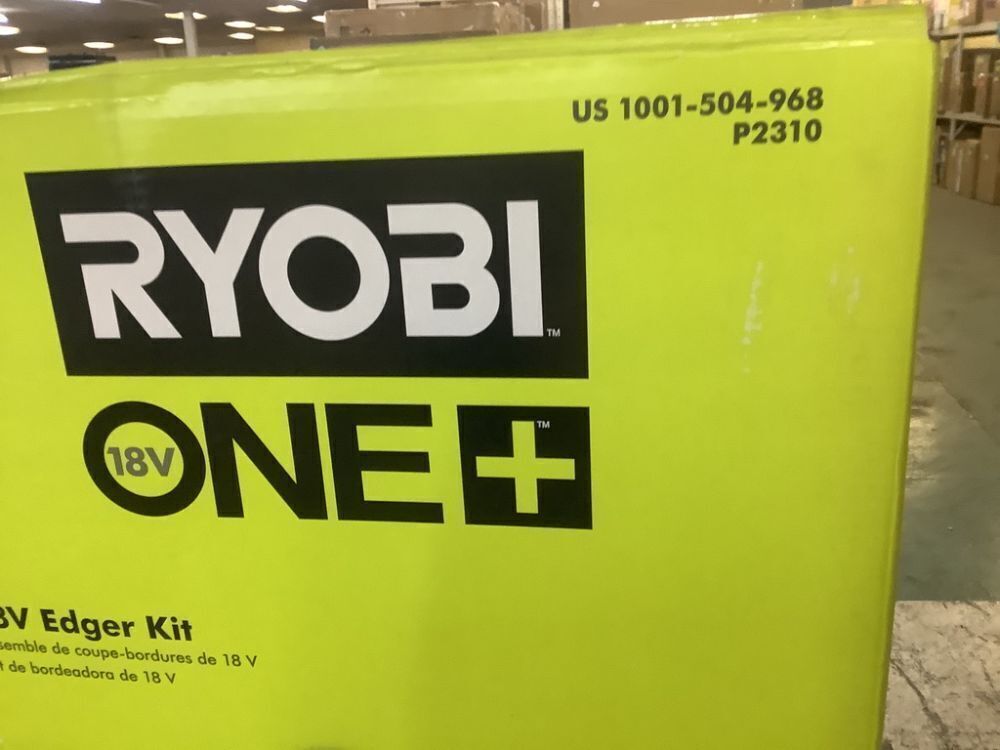 US 1001-504-968
P2310
RYOBI™
18V ONE+™
8V Edger Kit
semble de coupe-bordures de 18 V
t de bordeadora de 18 V